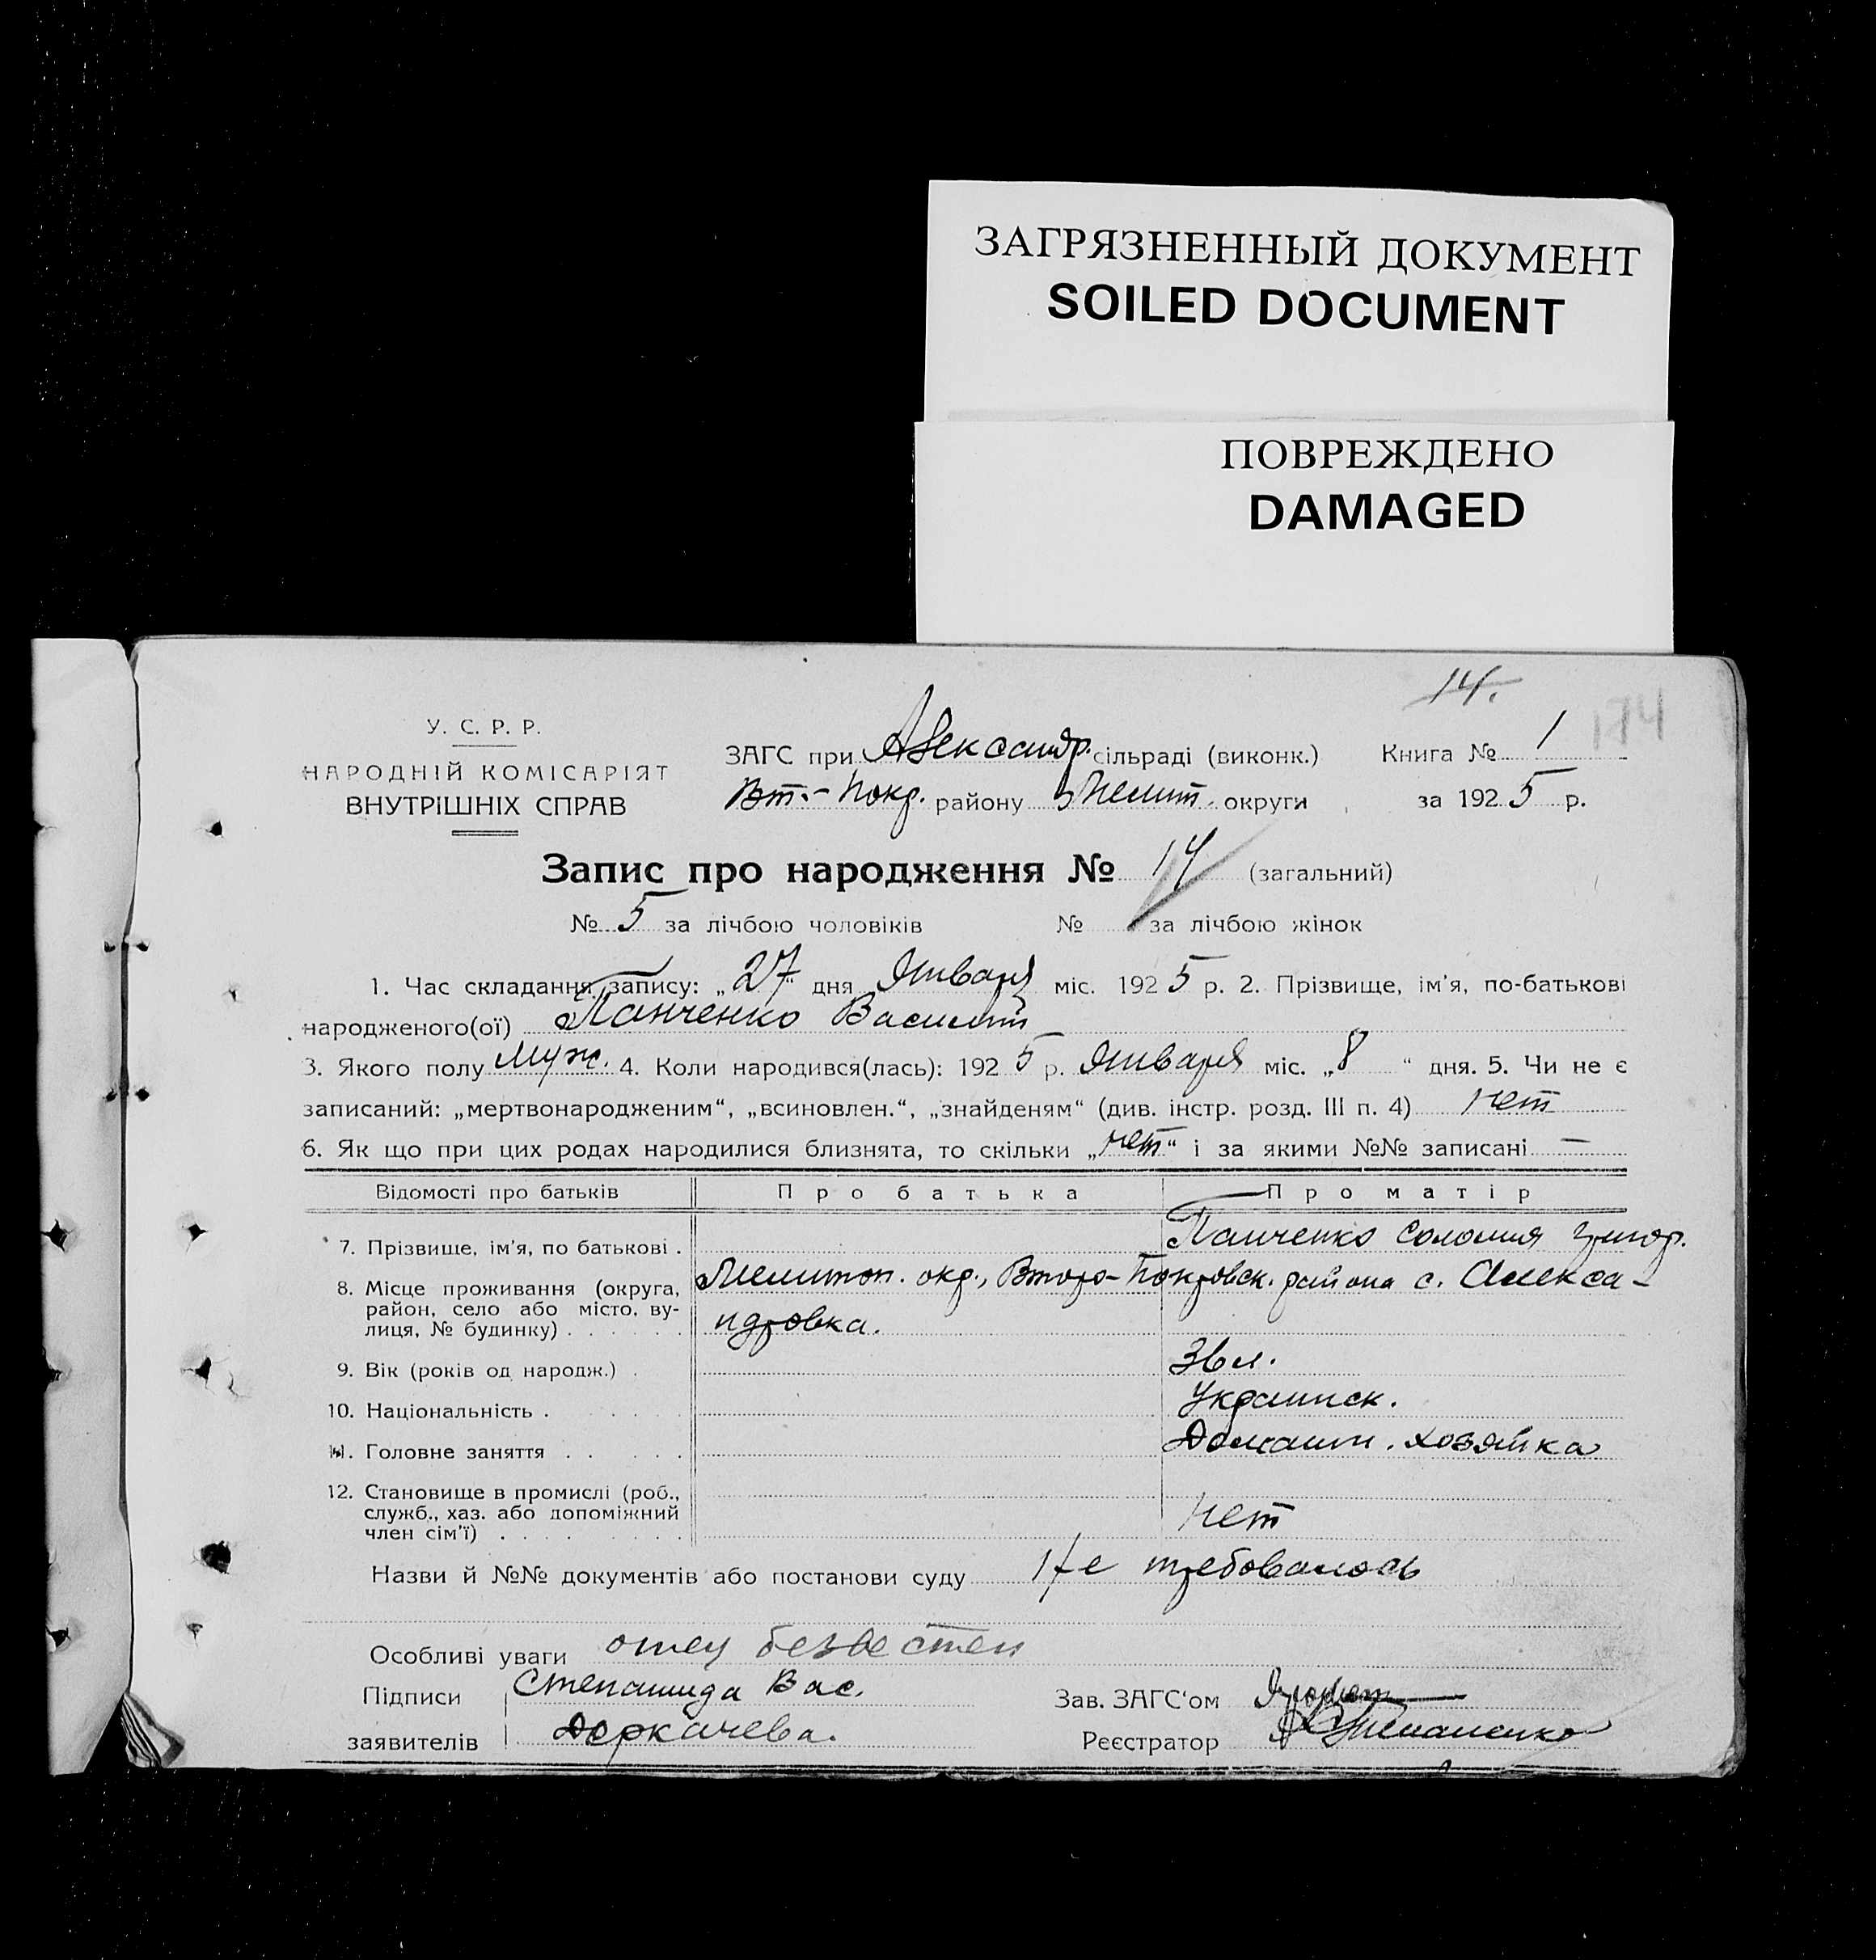 ЗАГРЯЗНЕННЫЙ ДОКУМЕНТ
SOILED DOCUMENT
ПОВРЕЖДЕНО
DAMAGED
14.
174
У. С. Р. Р.
НАРОДНІЙ КОМІСАРІЯТ
ВНУТРІШНІХ СПРАВ
ЗАГС при Александр. сільраді (виконк.) Книга № 1
Вт.-Покр. району Мелит. округи за 1925 р.
Запис про народження № 14 (загальний)
№ 5 за лічбою чоловіків № за лічбою жінок
1. Час складання запису: „27" дня Января міс. 1925 р. 2. Прізвище, ім'я, по-батькові
народженого(ої) Панченко Василий
3. Якого полу муж. 4. Коли народився(лась): 1925 р. Января міс. „8 " дня. 5. Чи не є
записаний: „мертвонародженим", „всиновлен.", „знайденям" (див. інстр. розд. III п. 4) нет
6. Як що при цих родах народилися близнята, то скільки „нет" і за якими №№ записані —
Відомості про батьків Про батька Про матір
7. Прізвище, ім'я, по батькові . Панченко Соломия Григор.
8. Місце проживання (округа, район, село або місто, вулиця, № будинку) . . . . . . Мелитоп. окр., Второ-Покровск. района с. Алекса-
ндровка.
9. Вік (років од народж.) . 36 л.
10. Національність . . . . . Украинск.
11. Головне заняття . . . . . Домашн. хозяйка
12. Становище в промислі (роб., служб., хаз. або допоміжний член сім'ї) . . . . . . нет
Назви й №№ документів або постанови суду Не требовалось
Особливі уваги отец безвестен
Підписи Степанида Вас. Зав. ЗАГС'ом
заявителів Деркачева. Реєстратор Степаненко